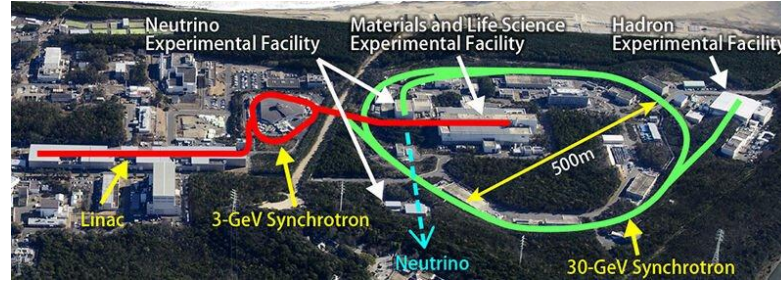 Neutrino
Experimental Facility
Materials and Life Science
Experimental Facility
Hadron
Experimental Facility
500m
Linac
3-GeV Synchrotron
Neutrino
30-GeV Synchrotron